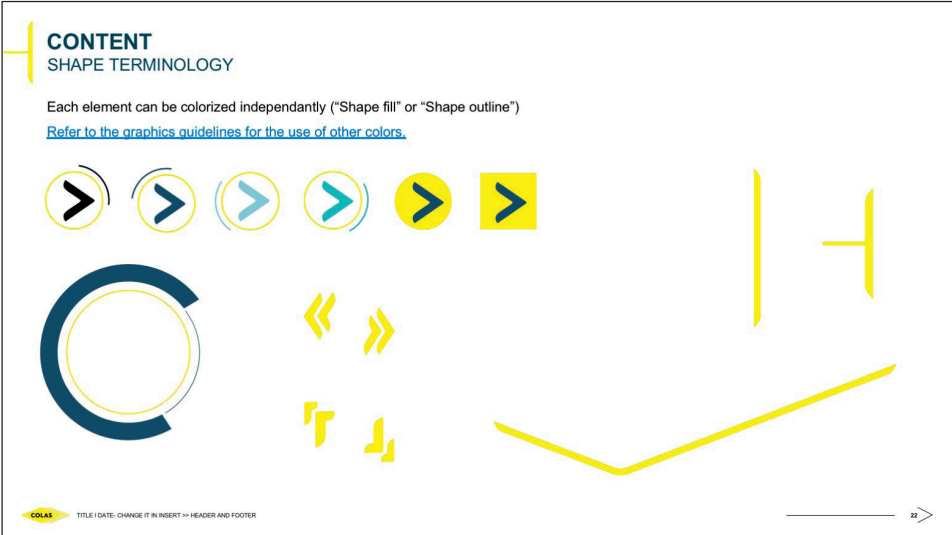 CONTENT
SHAPE TERMINOLOGY
Each element can be colorized independantly (“Shape fill” or “Shape outline”)
Refer to the graphics guidelines for the use of other colors.
COLAS
TITLE I DATE- CHANGE IT IN INSERT >> HEADER AND FOOTER
22